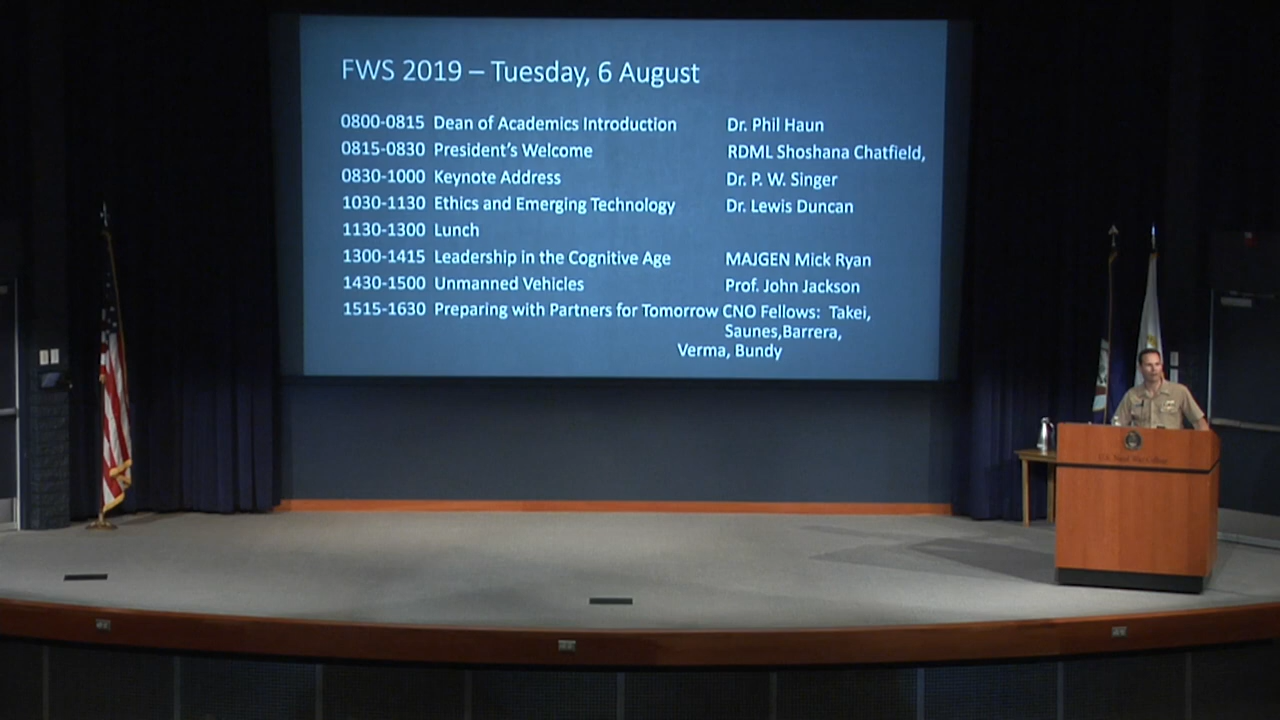 FWS 2019 – Tuesday, 6 August
0800-0815 Dean of Academics Introduction Dr. Phil Haun
0815-0830 President's Welcome RDML Shoshana Chatfield,
0830-1000 Keynote Address Dr. P. W. Singer
1030-1130 Ethics and Emerging Technology Dr. Lewis Duncan
1130-1300 Lunch
1300-1415 Leadership in the Cognitive Age MAJGEN Mick Ryan
1430-1500 Unmanned Vehicles Prof. John Jackson
1515-1630 Preparing with Partners for Tomorrow CNO Fellows: Takei,
Saunes,Barrera,
Verma, Bundy
U.S. Naval War College